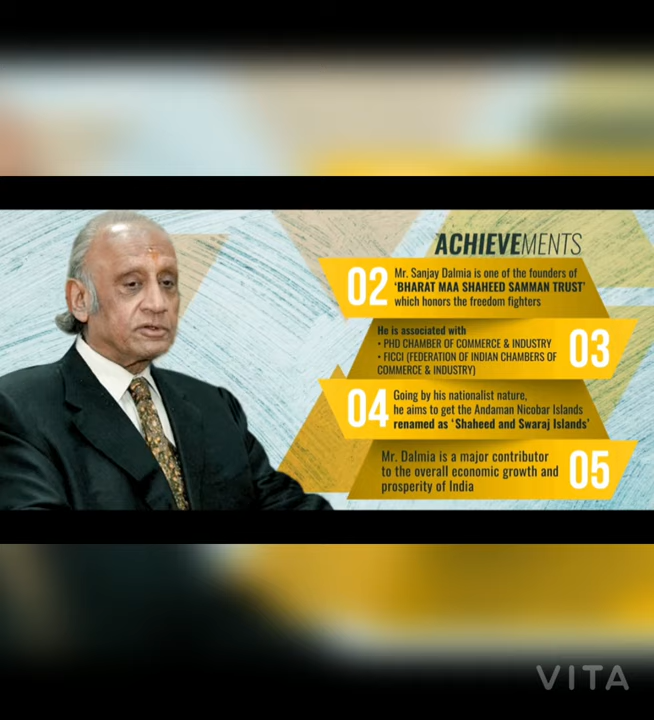 ACHIEVEMENTS
02
Mr. Sanjay Dalmia is one of the founders of
‘BHARAT MAA SHAHEED SAMMAN TRUST’
which honors the freedom fighters
He is associated with
• PHD CHAMBER OF COMMERCE & INDUSTRY
• FICCI (FEDERATION OF INDIAN CHAMBERS OF
COMMERCE & INDUSTRY)
03
04
Going by his nationalist nature,
he aims to get the Andaman Nicobar Islands
renamed as ‘Shaheed and Swaraj Islands’
Mr. Dalmia is a major contributor
to the overall economic growth and
prosperity of India
05
VITA